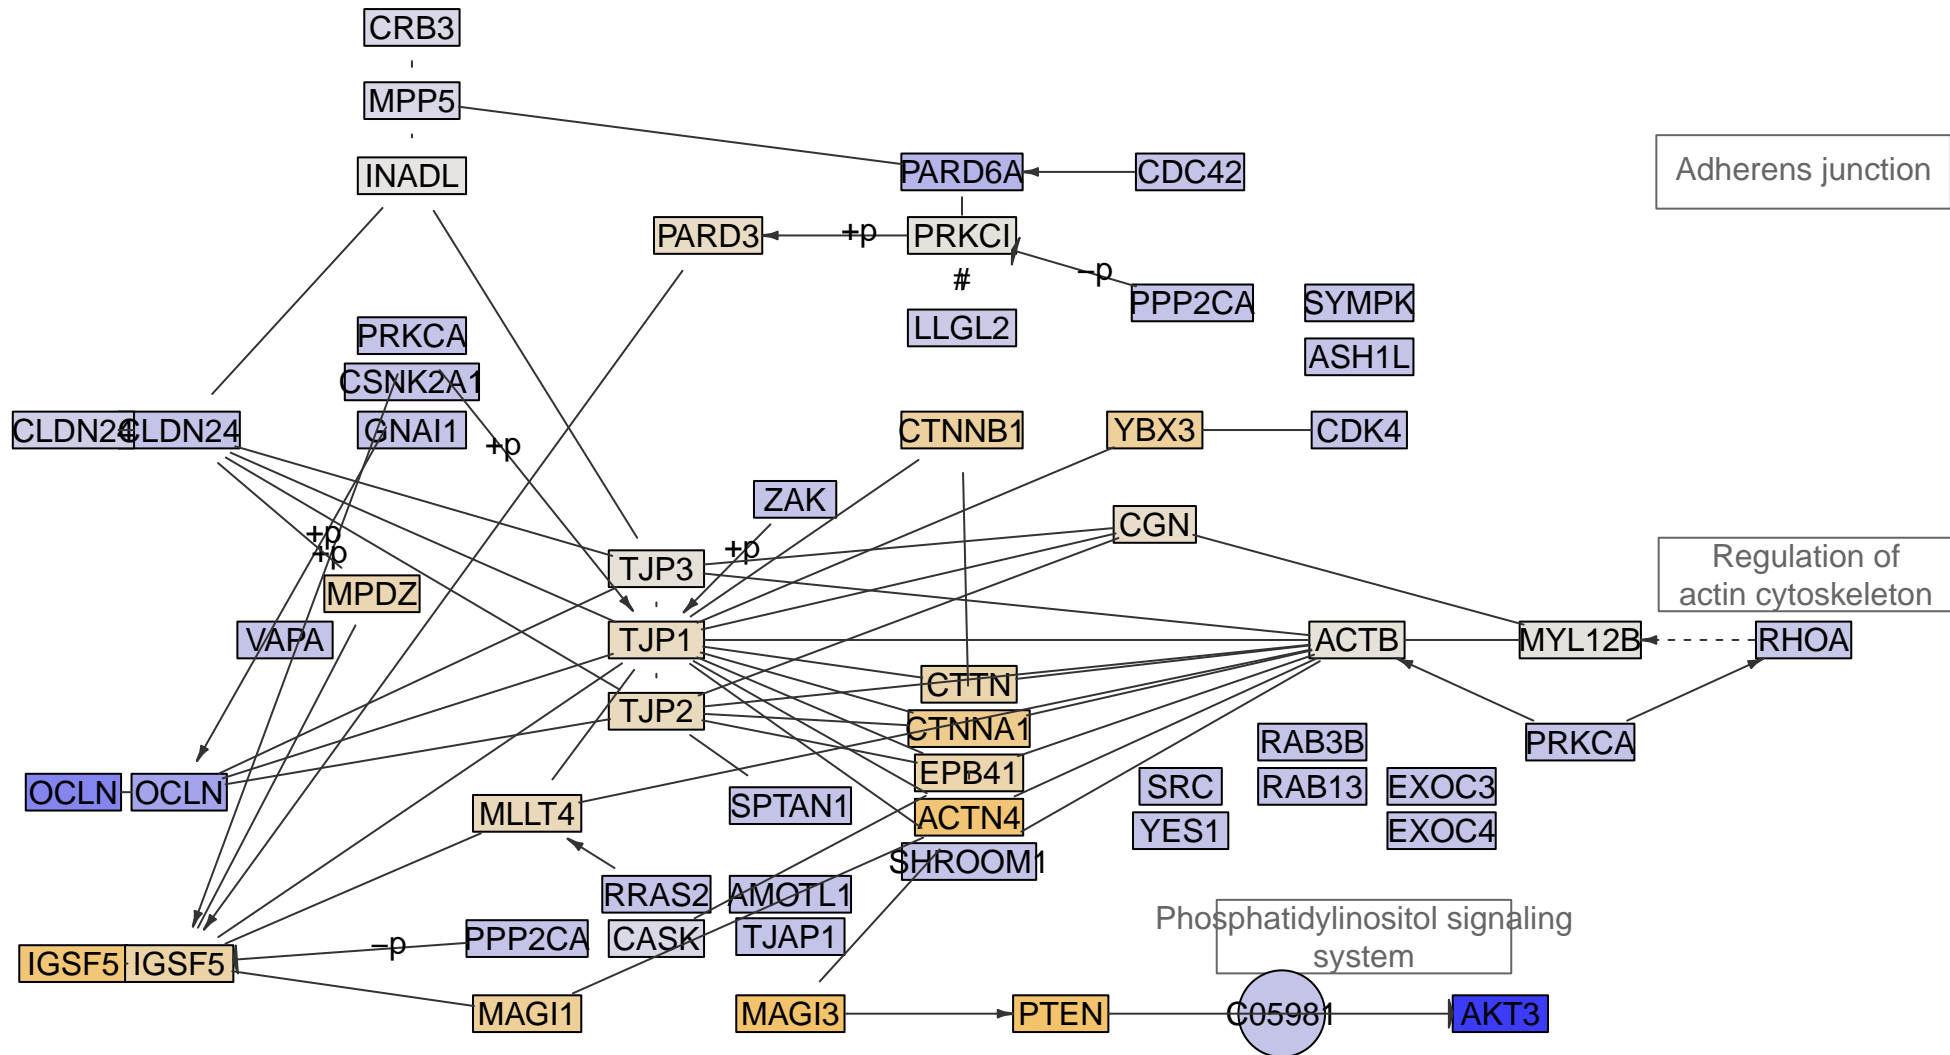 CRB3
MPP5
INADL
PARD6A
CDC42
Adherens junction
PARD3
+p
PRKCI
–p
#
PPP2CA
SYMPK
LLGL2
PRKCA
ASH1L
CSNK2A1
CLDN24
CLDN24
GNAI1
+p
CTNNB1
YBX3
CDK4
ZAK
CGN
+p
+p
+p
TJP3
MPDZ
Regulation of
actin cytoskeleton
VAPA
TJP1
ACTB
MYL12B
RHOA
CTTN
TJP2
CTNNA1
RAB3B
PRKCA
EPB41
OCLN
OCLN
SRC
RAB13
EXOC3
MLLT4
SPTAN1
ACTN4
YES1
EXOC4
SHROOM1
RRAS2
AMOTL1
Phosphatidylinositol signaling
system
PPP2CA
CASK
TJAP1
–p
IGSF5
IGSF5
MAGI1
MAGI3
PTEN
C05981
AKT3